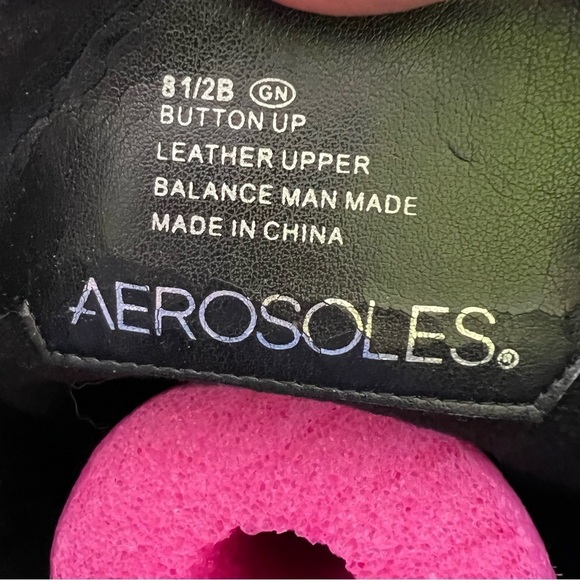 8 1/2B GN
BUTTON UP
LEATHER UPPER
BALANCE MAN MADE
MADE IN CHINA
AEROSOLES®